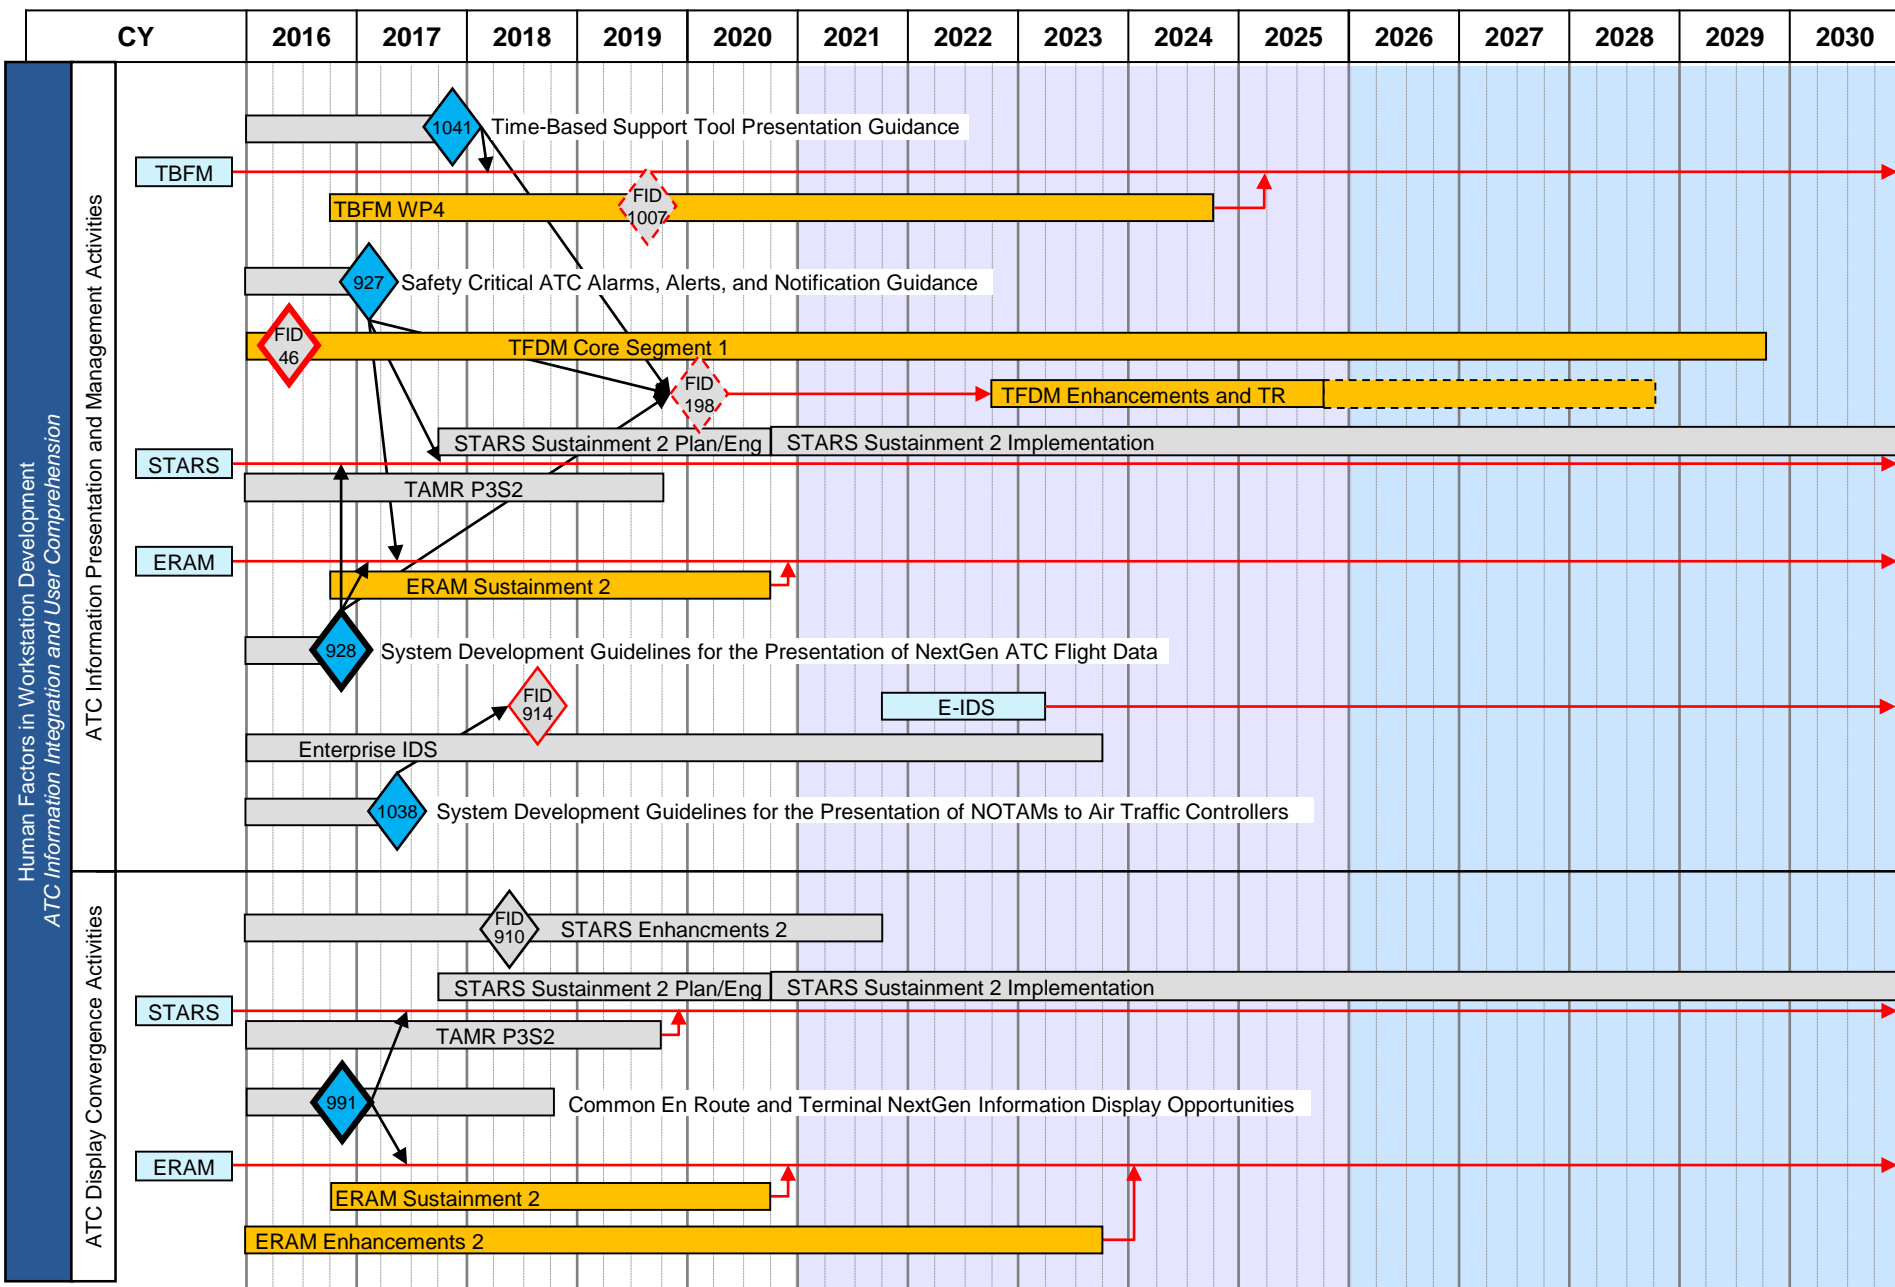 CY 2016 2017 2018 2019 2020 2021 2022 2023 2024 2025 2026 2027 2028 2029 2030
Human Factors in Workstation Development
ATC Information Integration and User Comprehension
ATC Information Presentation and Management Activities
1041 Time-Based Support Tool Presentation Guidance
TBFM
TBFM WP4
FID
1007
927 Safety Critical ATC Alarms, Alerts, and Notification Guidance
FID
46
TFDM Core Segment 1
FID
198
TFDM Enhancements and TR
STARS Sustainment 2 Plan/Eng STARS Sustainment 2 Implementation
STARS
TAMR P3S2
ERAM
ERAM Sustainment 2
928 System Development Guidelines for the Presentation of NextGen ATC Flight Data
FID
914
E-IDS
Enterprise IDS
1038 System Development Guidelines for the Presentation of NOTAMs to Air Traffic Controllers
ATC Display Convergence Activities
FID
910
STARS Enhancments 2
STARS Sustainment 2 Plan/Eng STARS Sustainment 2 Implementation
STARS
TAMR P3S2
991 Common En Route and Terminal NextGen Information Display Opportunities
ERAM
ERAM Sustainment 2
ERAM Enhancements 2